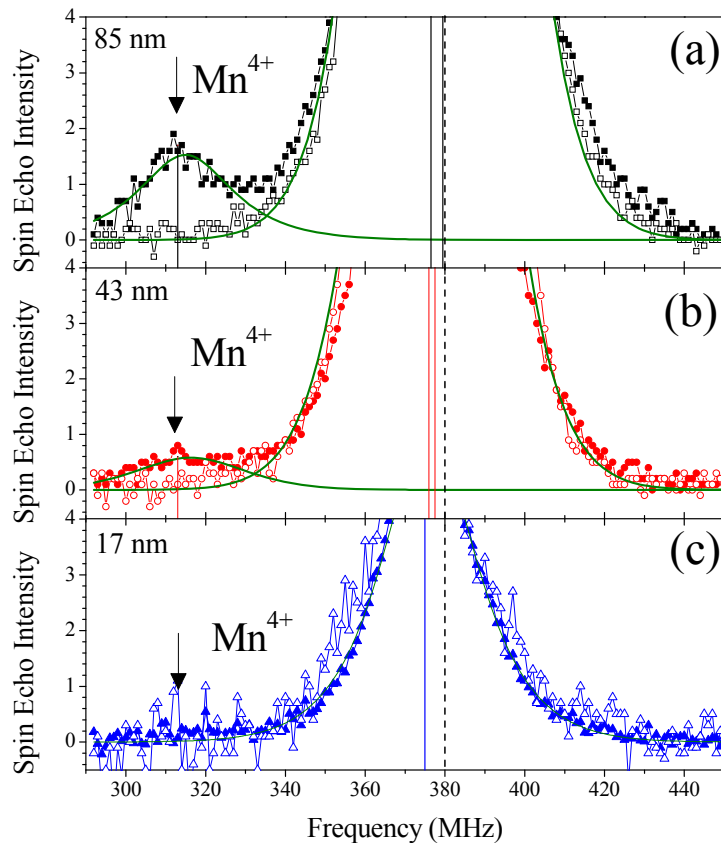 4
85 nm
(a)
Mn4+
3
2
1
0
Spin Echo Intensity
4
43 nm
(b)
3
Mn4+
2
1
0
Spin Echo Intensity
4
17 nm
(c)
3
Mn4+
2
1
0
Spin Echo Intensity
300 320 340 360 380 400 420 440
Frequency (MHz)